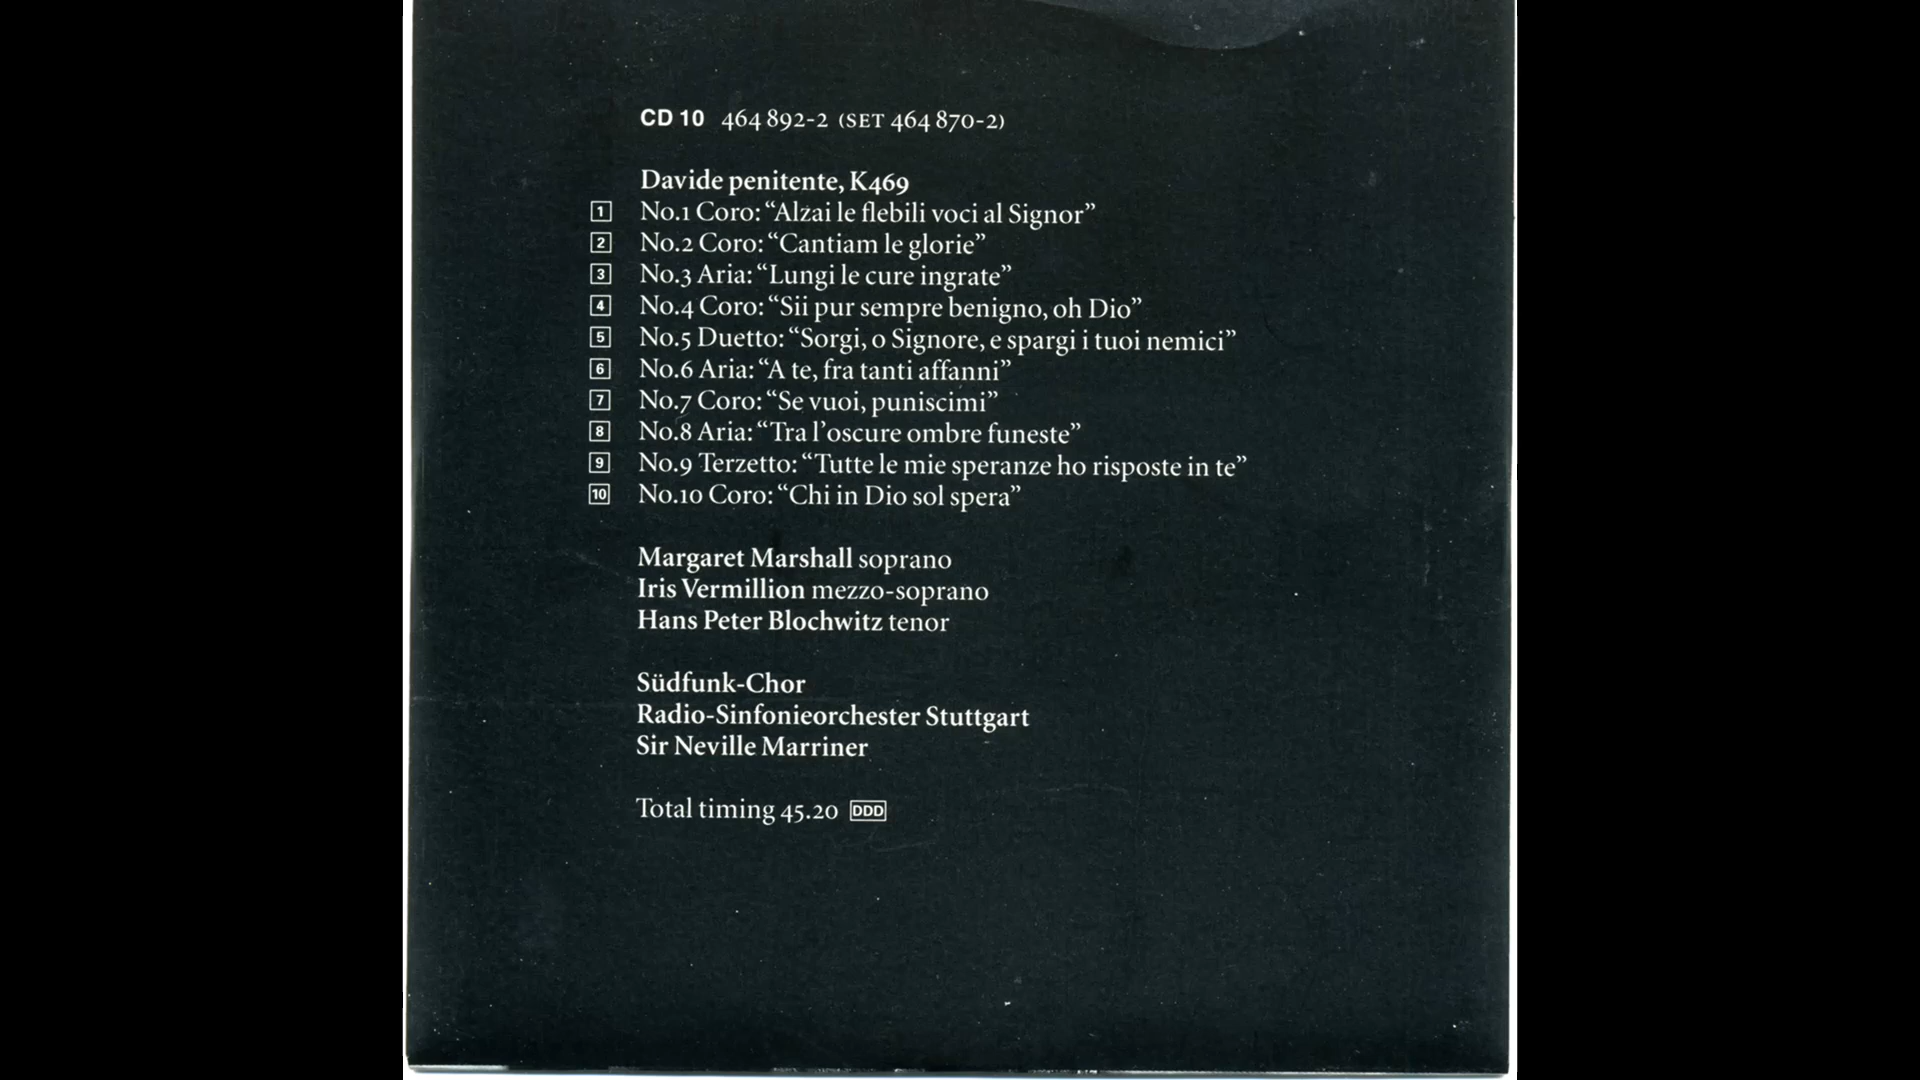 CD 10 464 892-2 (SET 464 870-2)
Davide penitente, K469
1 No.1 Coro: “Alzai le flebili voci al Signor”
2 No.2 Coro: “Cantiam le glorie”
3 No.3 Aria: “Lungi le cure ingrate”
4 No.4 Coro: “Sii pur sempre benigno, oh Dio”
5 No.5 Duetto: “Sorgi, o Signore, e spargi i tuoi nemici”
6 No.6 Aria: “A te, fra tanti affanni”
7 No.7 Coro: “Se vuoi, puniscimi”
8 No.8 Aria: “Tra l’oscure ombre funeste”
9 No.9 Terzetto: “Tutte le mie speranze ho risposte in te”
10 No.10 Coro: “Chi in Dio sol spera”
Margaret Marshall soprano
Iris Vermillion mezzo-soprano
Hans Peter Blochwitz tenor
Südfunk-Chor
Radio-Sinfonieorchester Stuttgart
Sir Neville Marriner
Total timing 45.20 DDD